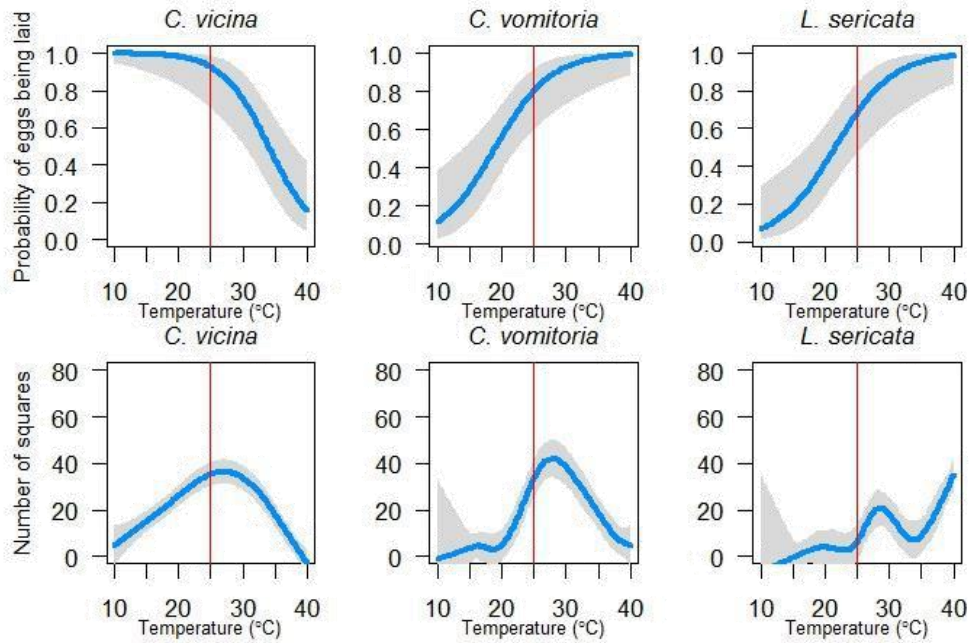 C. vicina C. vomitoria L. sericata
Probability of eggs being laid
1.0 1.0 1.0
0.8 0.8 0.8
0.6 0.6 0.6
0.4 0.4 0.4
0.2 0.2 0.2
0.0 0.0 0.0
10 20 30 40 10 20 30 40 10 20 30 40
Temperature (°C) Temperature (°C) Temperature (°C)
C. vicina C. vomitoria L. sericata
Number of squares
80 80 80
60 60 60
40 40 40
20 20 20
0 0 0
10 20 30 40 10 20 30 40 10 20 30 40
Temperature (°C) Temperature (°C) Temperature (°C)